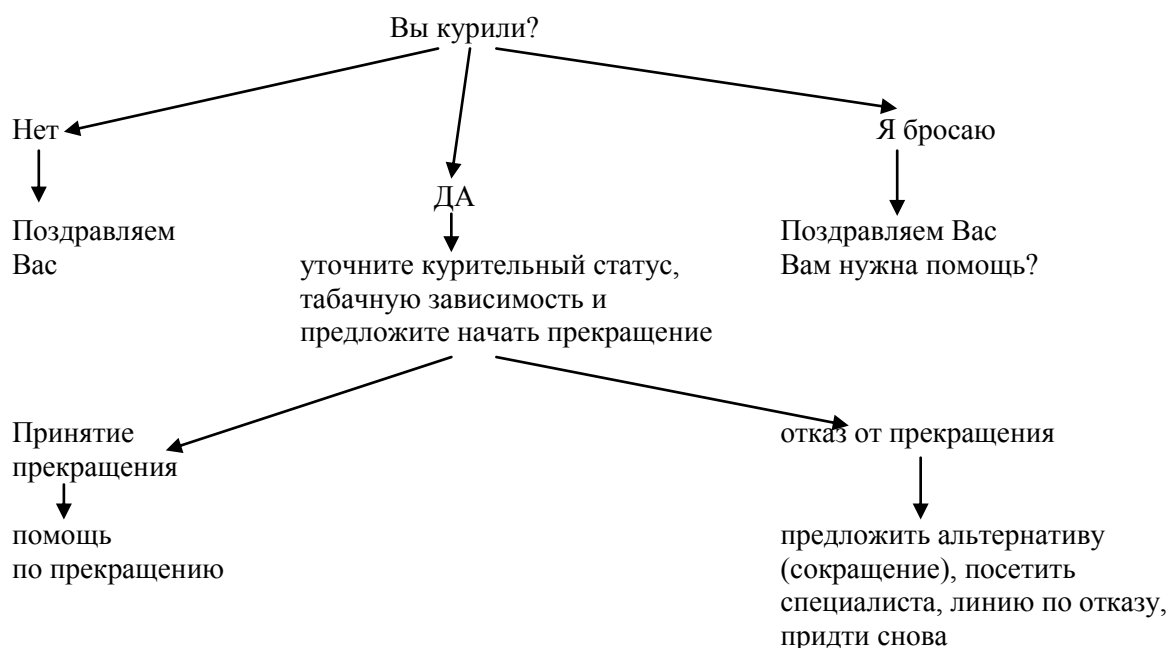 Вы курили?
Нет
Я бросаю
ДА
Поздравляем
Вас
Поздравляем Вас
Вам нужна помощь?
уточните курительный статус,
табачную зависимость и
предложите начать прекращение
Принятие
прекращения
отказ от прекращения
помощь
по прекращению
предложить альтернативу
(сокращение), посетить
специалиста, линию по отказу,
придти снова